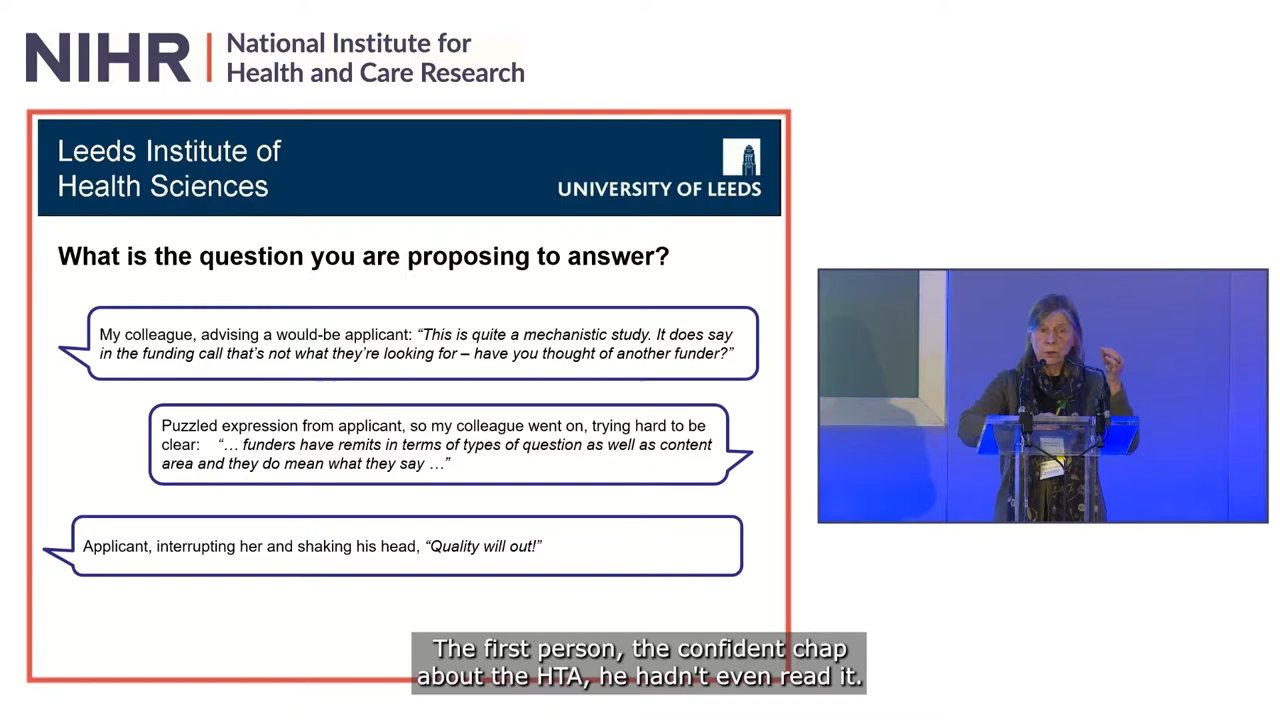 NIHR
National Institute for
Health and Care Research
Leeds Institute of
Health Sciences
UNIVERSITY OF LEEDS
What is the question you are proposing to answer?
My colleague, advising a would-be applicant: “This is quite a mechanistic study. It does say
in the funding call that’s not what they’re looking for – have you thought of another funder?”
Puzzled expression from applicant, so my colleague went on, trying hard to be
clear: “… funders have remits in terms of types of question as well as content
area and they do mean what they say …”
Applicant, interrupting her and shaking his head, “Quality will out!”
The first person, the confident chap
about the HTA, he hadn't even read it.